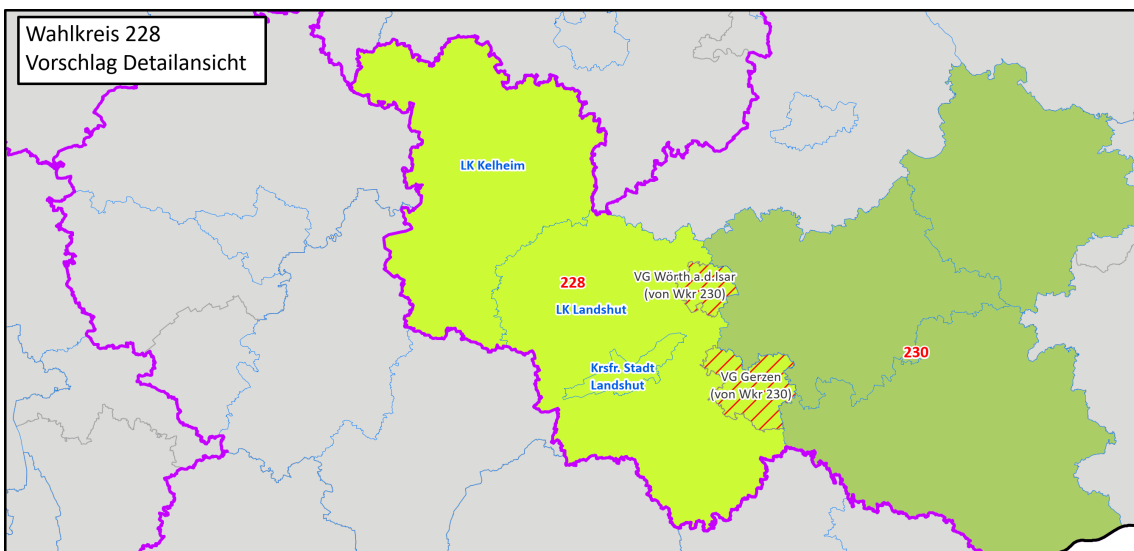 Wahlkreis 228
Vorschlag Detailansicht
LK Kelheim
VG Wörth a.d.Isar
(von Wkr 230)
228
LK Landshut
230
Krsfr. Stadt
Landshut
VG Gerzen
(von Wkr 230)